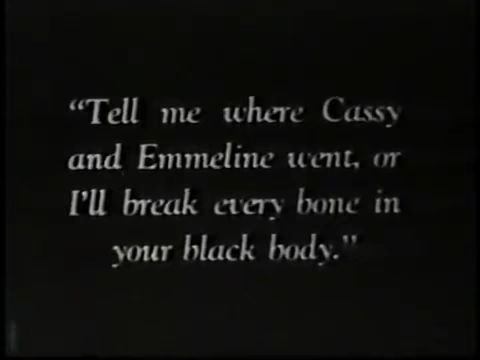 “Tell me where Cassy
and Emmeline went, or
I'll break every bone in
your black body.”